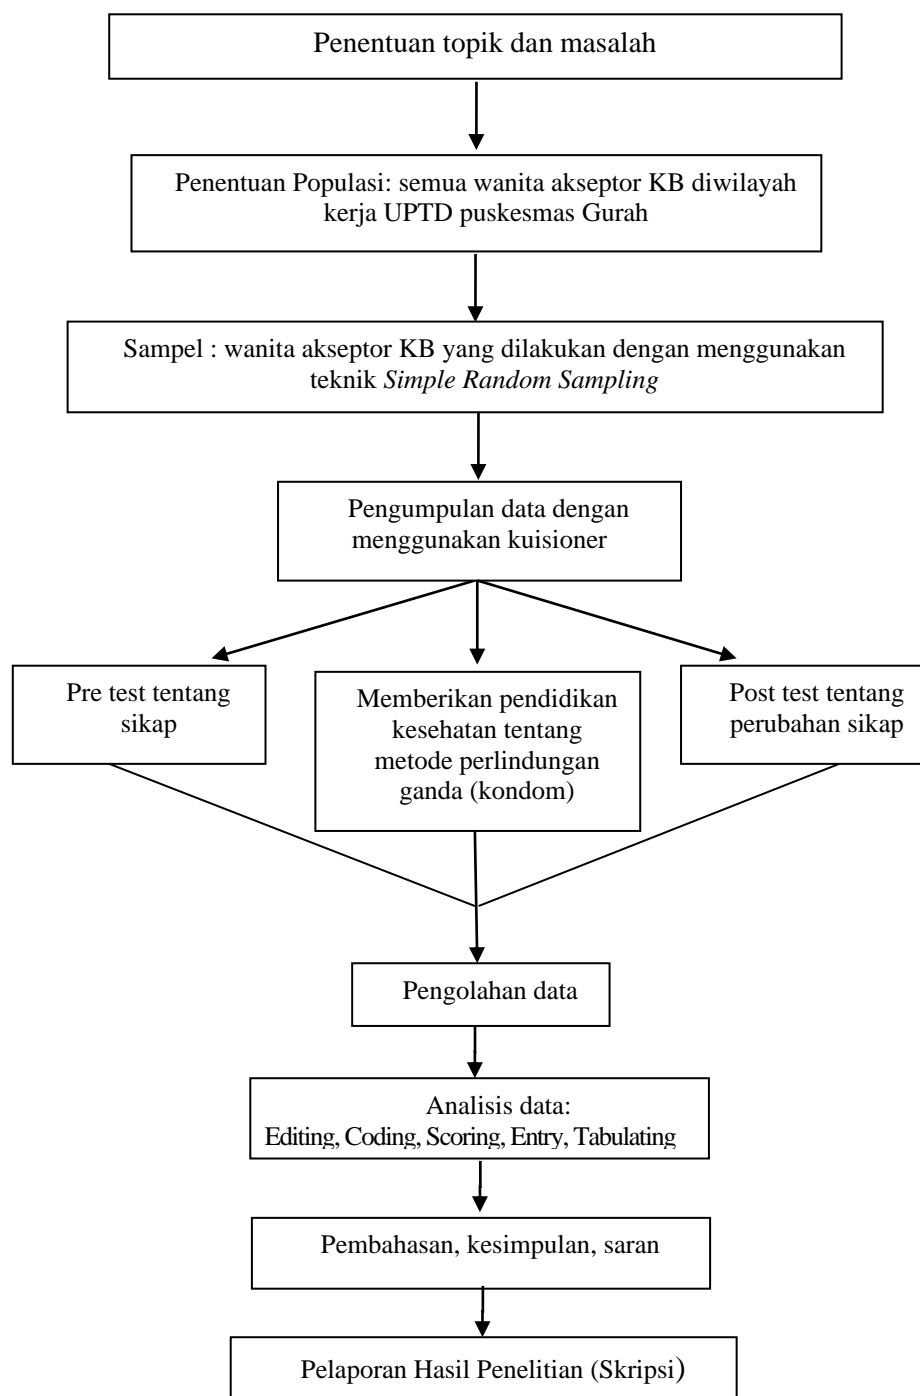 Penentuan topik dan masalah
Penentuan Populasi: semua wanita akseptor KB diwilayah
kerja UPTD puskesmas Gurah
Sampel : wanita akseptor KB yang dilakukan dengan menggunakan
teknik Simple Random Sampling
Pengumpulan data dengan
menggunakan kuisioner
Pre test tentang
sikap
Memberikan pendidikan
kesehatan tentang
metode perlindungan
ganda (kondom)
Post test tentang
perubahan sikap
Pengolahan data
Analisis data:
Editing, Coding, Scoring, Entry, Tabulating
Pembahasan, kesimpulan, saran
Pelaporan Hasil Penelitian (Skripsi)